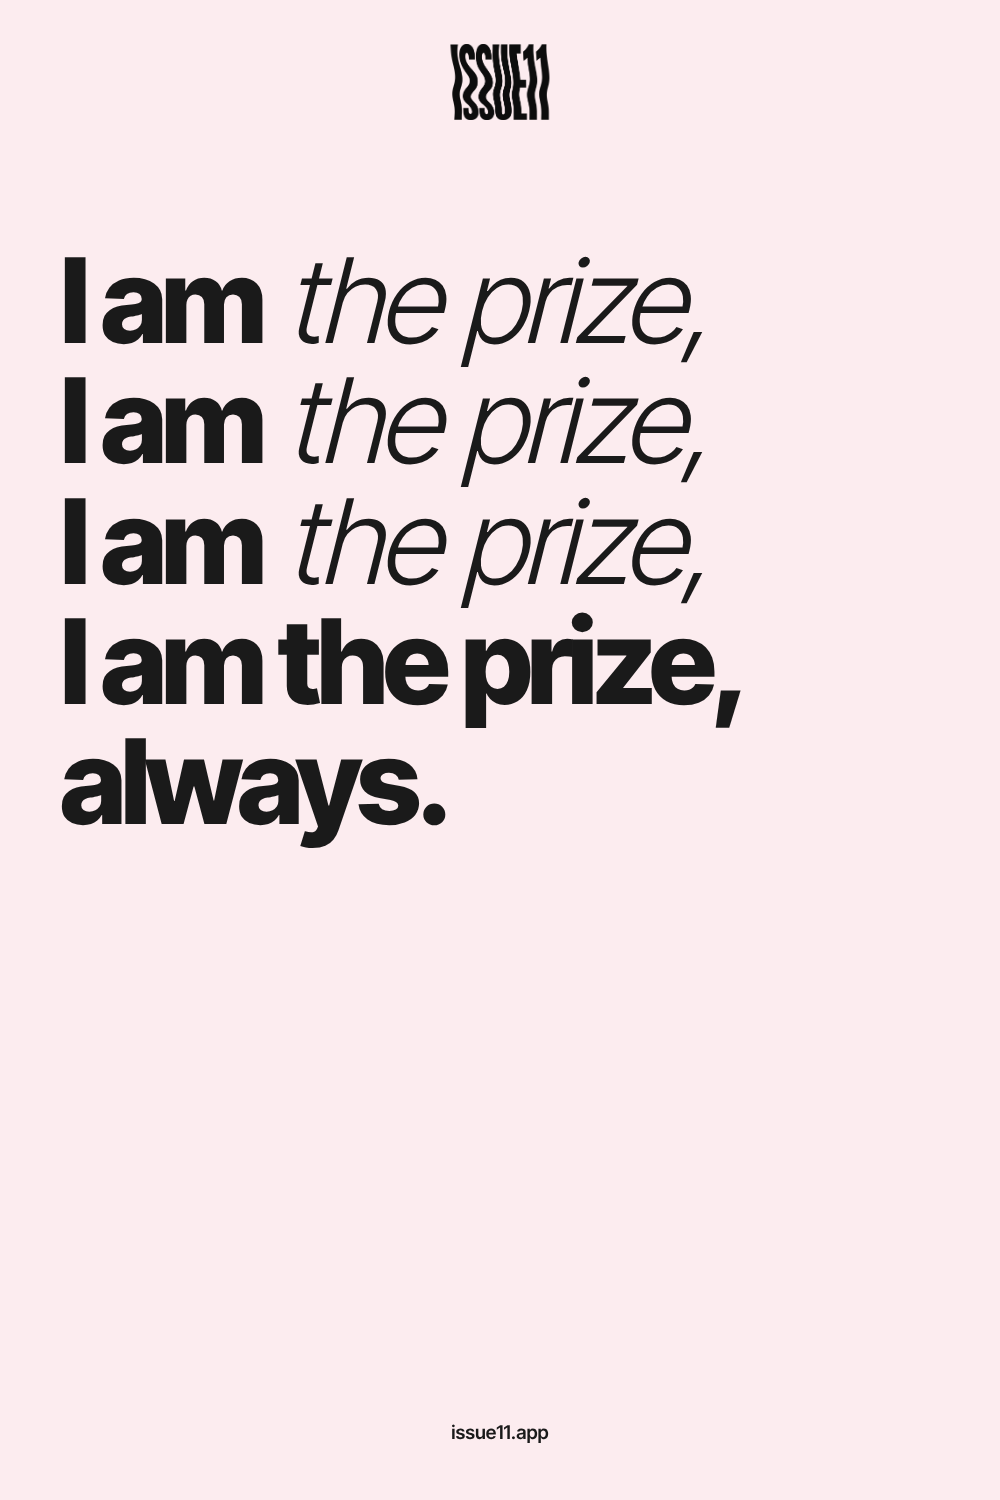 ISSUE11
I am the prize,
I am the prize,
I am the prize,
I am the prize,
always.
issue11.app